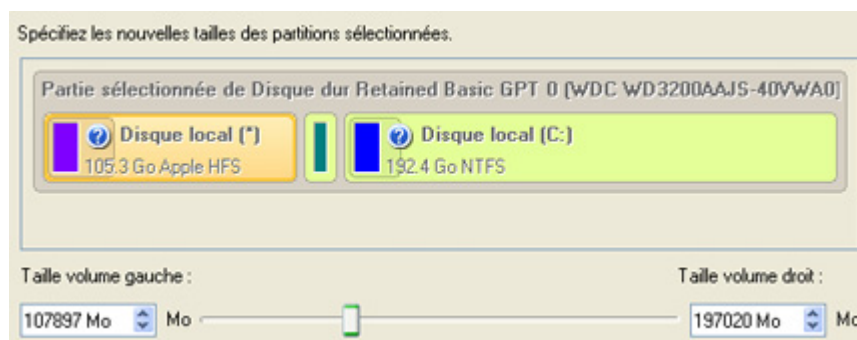 Spécifiez les nouvelles tailles des partitions sélectionnées.
Partie sélectionnée de Disque dur Retained Basic GPT 0 (WDC WD3200AAJS-40VWA0)
Disque local (*)
105.3 Go Apple HFS
Disque local (C:)
192.4 Go NTFS
Taille volume gauche :
Taille volume droit :
107897 Mo Mo
197020 Mo Mo